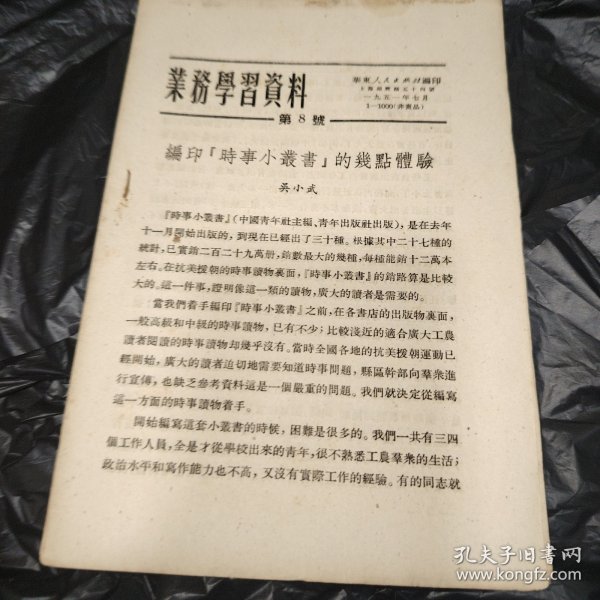 業務學習資料
華東人民出版社編印
上海紹興路五十四號
一九五一年七月
1—1000(非賣品)
第8號
編印『時事小叢書』的幾點體驗
吳小武
『時事小叢書』(中國青年社主編、青年出版社出版),是在去年
十一月開始出版的,到現在已經出了三十種。根據其中二十七種的
統計,已實銷二百二十九萬册,銷數最大的幾種,每種能銷十二萬本
左右。在抗美援朝的時事讀物裏面,『時事小叢書』的銷路算是比較
大的。這一件事,證明像這一類的讀物,廣大的讀者是需要的。
當我們着手編印『時事小叢書』之前,在各書店的出版物裏面,
一般高級和中級的時事讀物,已有不少;比較淺近的適合廣大工農
讀者閱讀的時事讀物却幾乎沒有。當時全國各地的抗美援朝運動已
經開始,廣大的讀者迫切地需要知道時事問題,縣區幹部向羣衆進
行宣傳,也缺乏參考資料這是一個嚴重的問題。我們就決定從編寫
這一方面的時事讀物着手。
開始編寫這套小叢書的時候,困難是很多的。我們一共有三四
個工作人員,全是才從學校出來的青年,很不熟悉工農羣衆的生活;
政治水平和寫作能力也不高,又沒有實際工作的經驗。有的同志就
孔夫子旧书网
www.kongfz.com